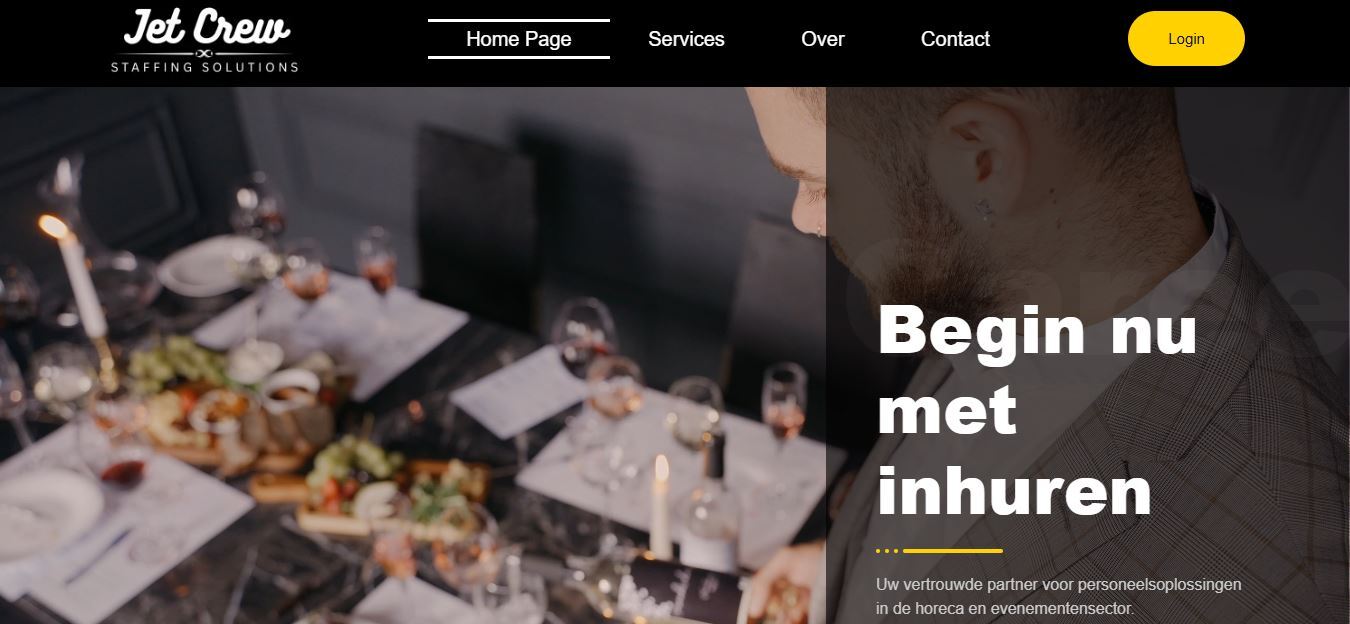 Jet Crew
STAFFING SOLUTIONS
Home Page
Services
Over
Contact
Login
Begin nu
met
inhuren
Uw vertrouwde partner voor personeelsoplossingen
in de horeca en evenementensector.